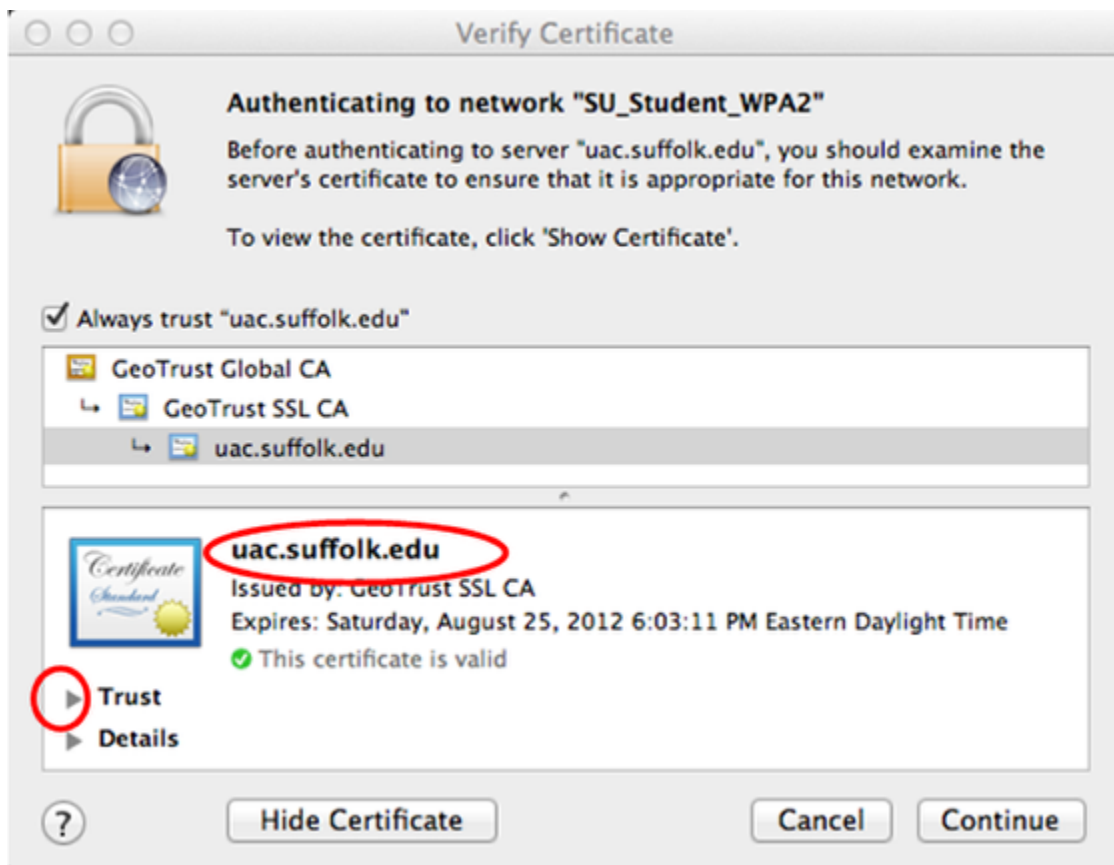 Verify Certificate
Authenticating to network "SU_Student_WPA2"
Before authenticating to server "uac.suffolk.edu", you should examine the
server's certificate to ensure that it is appropriate for this network.
To view the certificate, click 'Show Certificate'.
Always trust "uac.suffolk.edu"
GeoTrust Global CA
GeoTrust SSL CA
uac.suffolk.edu
Certificate
Standard
uac.suffolk.edu
Issued by: GeoTrust SSL CA
Expires: Saturday, August 25, 2012 6:03:11 PM Eastern Daylight Time
This certificate is valid
Trust
Details
?
Hide Certificate
Cancel
Continue